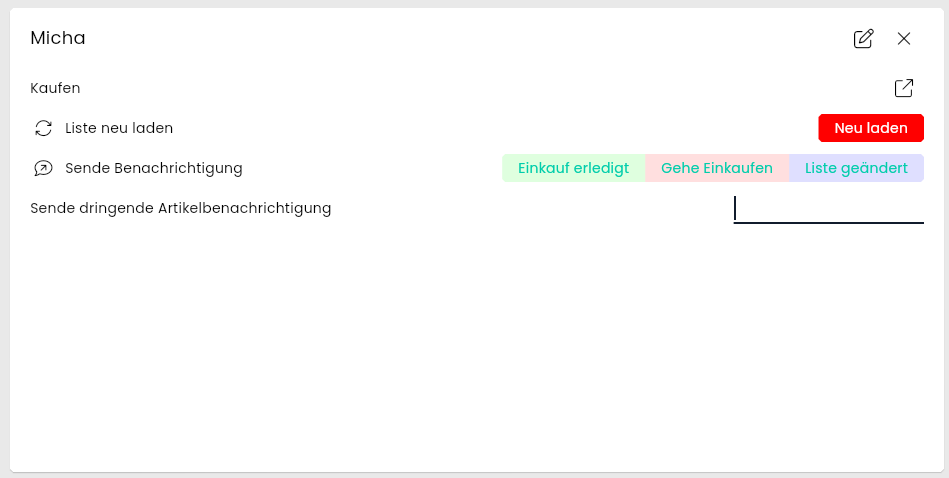 Micha
Kaufen
Liste neu laden Neu laden
Sende Benachrichtigung Einkauf erledigt Gehe Einkaufen Liste geändert
Sende dringende Artikelbenachrichtigung